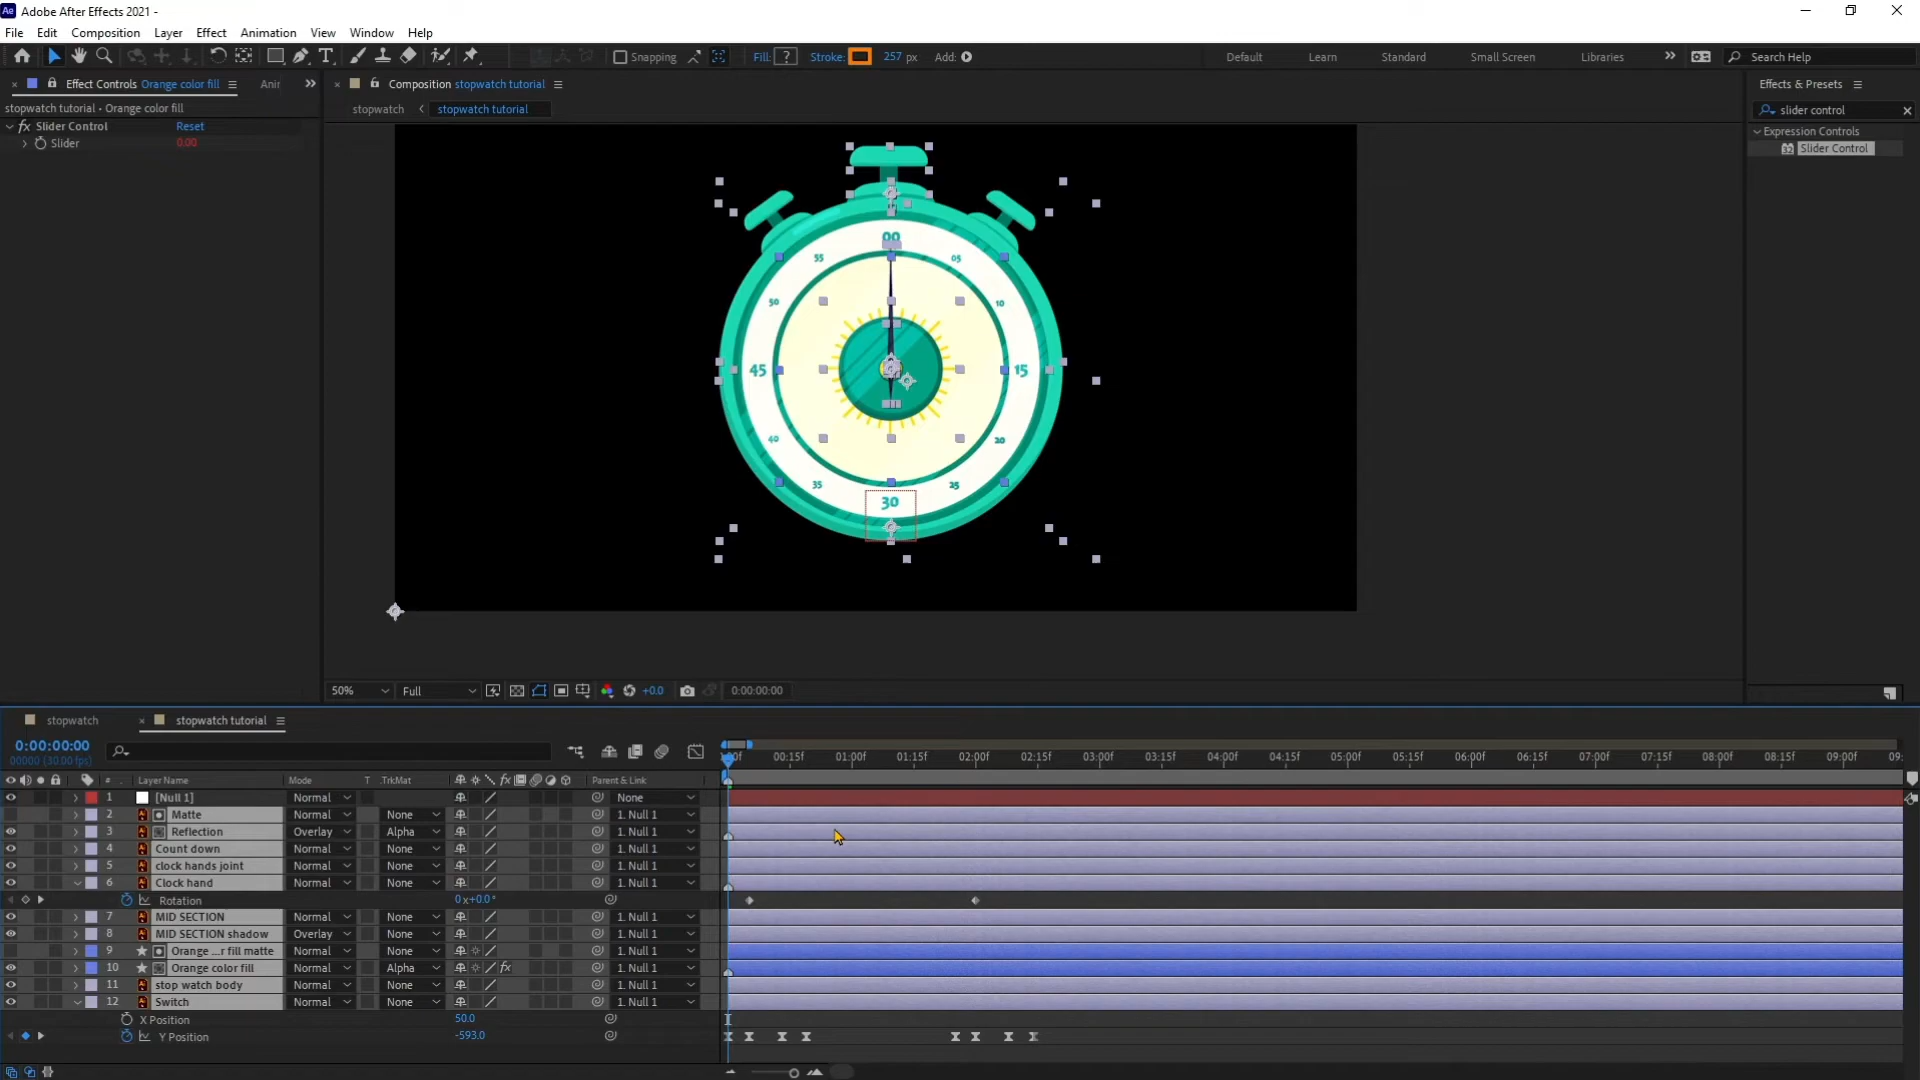 Ae Adobe After Effects 2021 -
File Edit Composition Layer Effect Animation View Window Help
Snapping Fill: ? Stroke: 257 px Add: Default Learn Standard Small Screen Libraries Search Help
Effect Controls Orange color fill
Composition stopwatch tutorial
Effects & Presets
stopwatch tutorial • Orange color fill
stopwatch stopwatch tutorial
slider control
fx Slider Control Reset
Expression Controls
Slider 0.00
Slider Control
00
55 05
50 10
45 15
40 20
35 25
30
50% Full +0.0 0:00:00:00
stopwatch stopwatch tutorial
0:00:00:00
00000 (30.00 fps)
:00f 00:15f 01:00f 01:15f 02:00f 02:15f 03:00f 03:15f 04:00f 04:15f 05:00f 05:15f 06:00f 06:15f 07:00f 07:15f 08:00f 08:15f 09:00f 09:
# Layer Name Mode T .TrkMat Parent & Link
1 [Null 1] Normal None
2 Matte Normal None 1. Null 1
3 Reflection Overlay Alpha 1. Null 1
4 Count down Normal None 1. Null 1
5 clock hands joint Normal None 1. Null 1
6 Clock hand Normal None 1. Null 1
Rotation 0x+0.0°
7 MID SECTION Normal None 1. Null 1
8 MID SECTION shadow Overlay None 1. Null 1
9 Orange ...r fill matte Normal None 1. Null 1
10 Orange color fill Normal Alpha fx 1. Null 1
11 stop watch body Normal None 1. Null 1
12 Switch Normal None 1. Null 1
X Position 50.0
Y Position -593.0